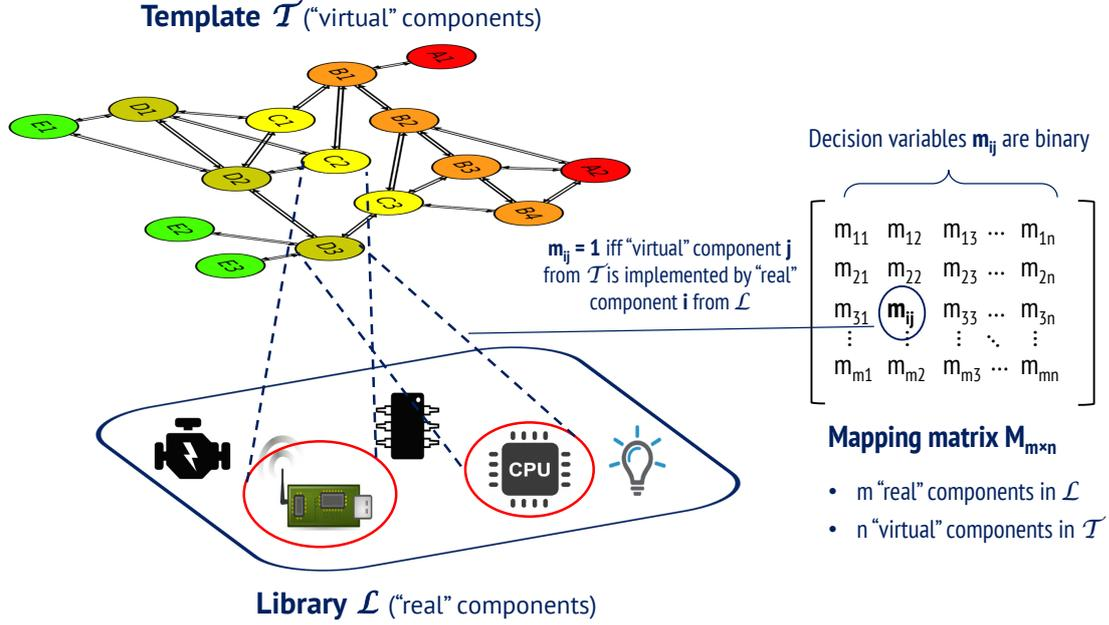 Template 𝓣 ("virtual" components)
A1
B1
D1
C1
B2
E1
C2
B3
A2
D2
C3
B4
E2
D3
E3
Decision variables mij are binary
mij = 1 iff "virtual" component j
from 𝓣 is implemented by "real"
component i from 𝓛
m11 m12 m13 ... m1n
m21 m22 m23 ... m2n
m31 mij m33 ... m3n
⋮ ⋮ ⋱ ⋮
mm1 mm2 mm3 ... mmn
Mapping matrix Mm×n
• m "real" components in 𝓛
• n "virtual" components in 𝓣
CPU
Library 𝓛 ("real" components)